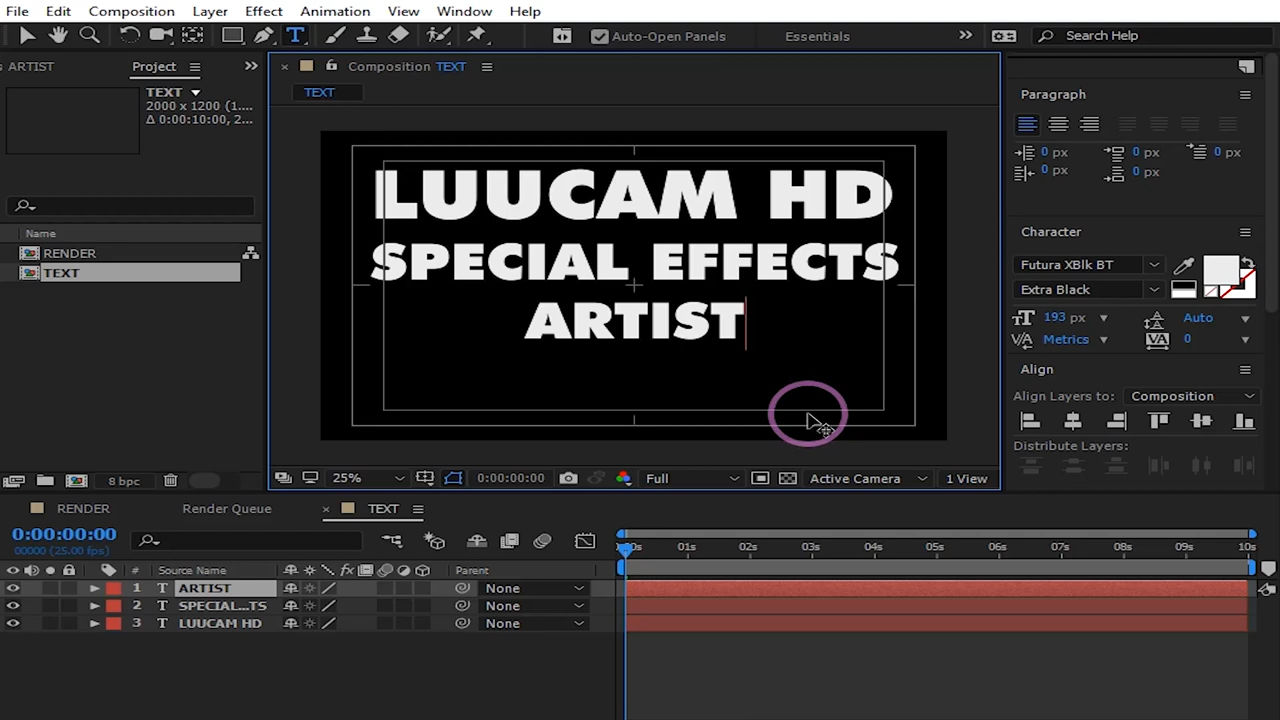 File Edit Composition Layer Effect Animation View Window Help
T Auto-Open Panels Essentials » Search Help
s ARTIST Project »
TEXT
2000 x 1200 (1....
Δ 0:00:10:00, 2...
Name
RENDER
TEXT
8 bpc
× Composition TEXT
TEXT
LUUCAM HD
SPECIAL EFFECTS
ARTIST
25% 0:00:00:00 Full Active Camera 1 View
Paragraph
0 px 0 px 0 px
0 px 0 px
Character
Futura XBlk BT
Extra Black
193 px Auto
Metrics 0
Align
Align Layers to: Composition
Distribute Layers:
RENDER Render Queue × TEXT
0:00:00:00
00000 (25.00 fps)
01s 02s 03s 04s 05s 06s 07s 08s 09s 10s
# Source Name fx Parent
1 T ARTIST None
2 T SPECIAL...TS None
3 T LUUCAM HD None